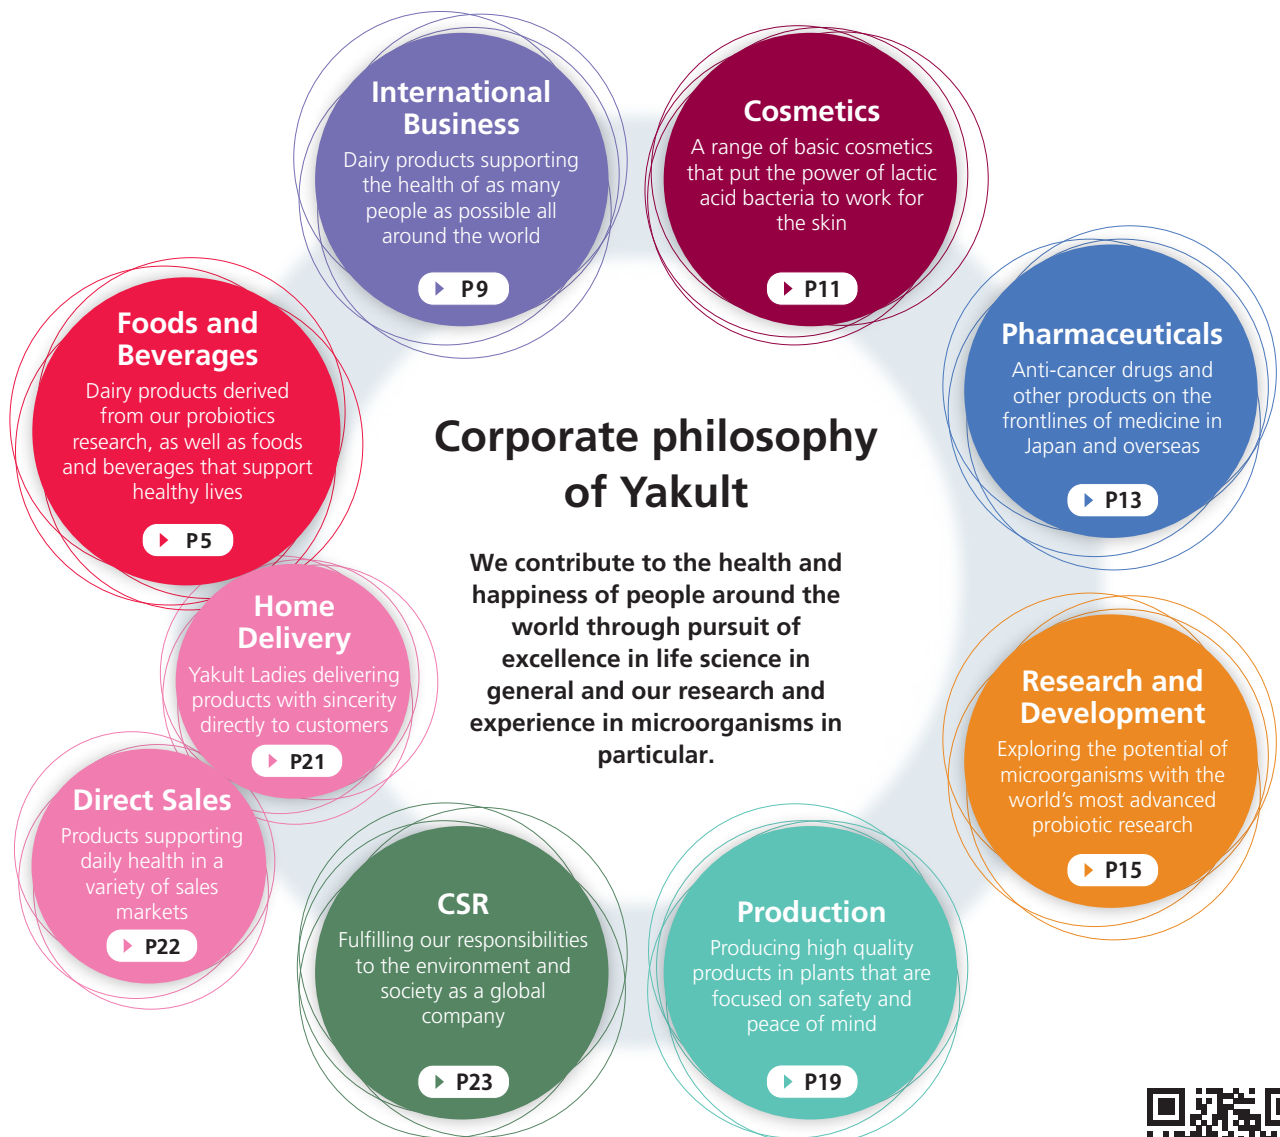 International
Business
Dairy products supporting
the health of as many
people as possible all
around the world
P9
Cosmetics
A range of basic cosmetics
that put the power of lactic
acid bacteria to work for
the skin
P11
Foods and
Beverages
Dairy products derived
from our probiotics
research, as well as foods
and beverages that support
healthy lives
P5
Pharmaceuticals
Anti-cancer drugs and
other products on the
frontlines of medicine in
Japan and overseas
P13
Corporate philosophy
of Yakult
We contribute to the health and
happiness of people around the
world through pursuit of
excellence in life science in
general and our research and
experience in microorganisms in
particular.
Home
Delivery
Yakult Ladies delivering
products with sincerity
directly to customers
P21
Research and
Development
Exploring the potential of
microorganisms with the
world's most advanced
probiotic research
P15
Direct Sales
Products supporting
daily health in a
variety of sales
markets
P22
CSR
Fulfilling our responsibilities
to the environment and
society as a global
company
P23
Production
Producing high quality
products in plants that are
focused on safety and
peace of mind
P19